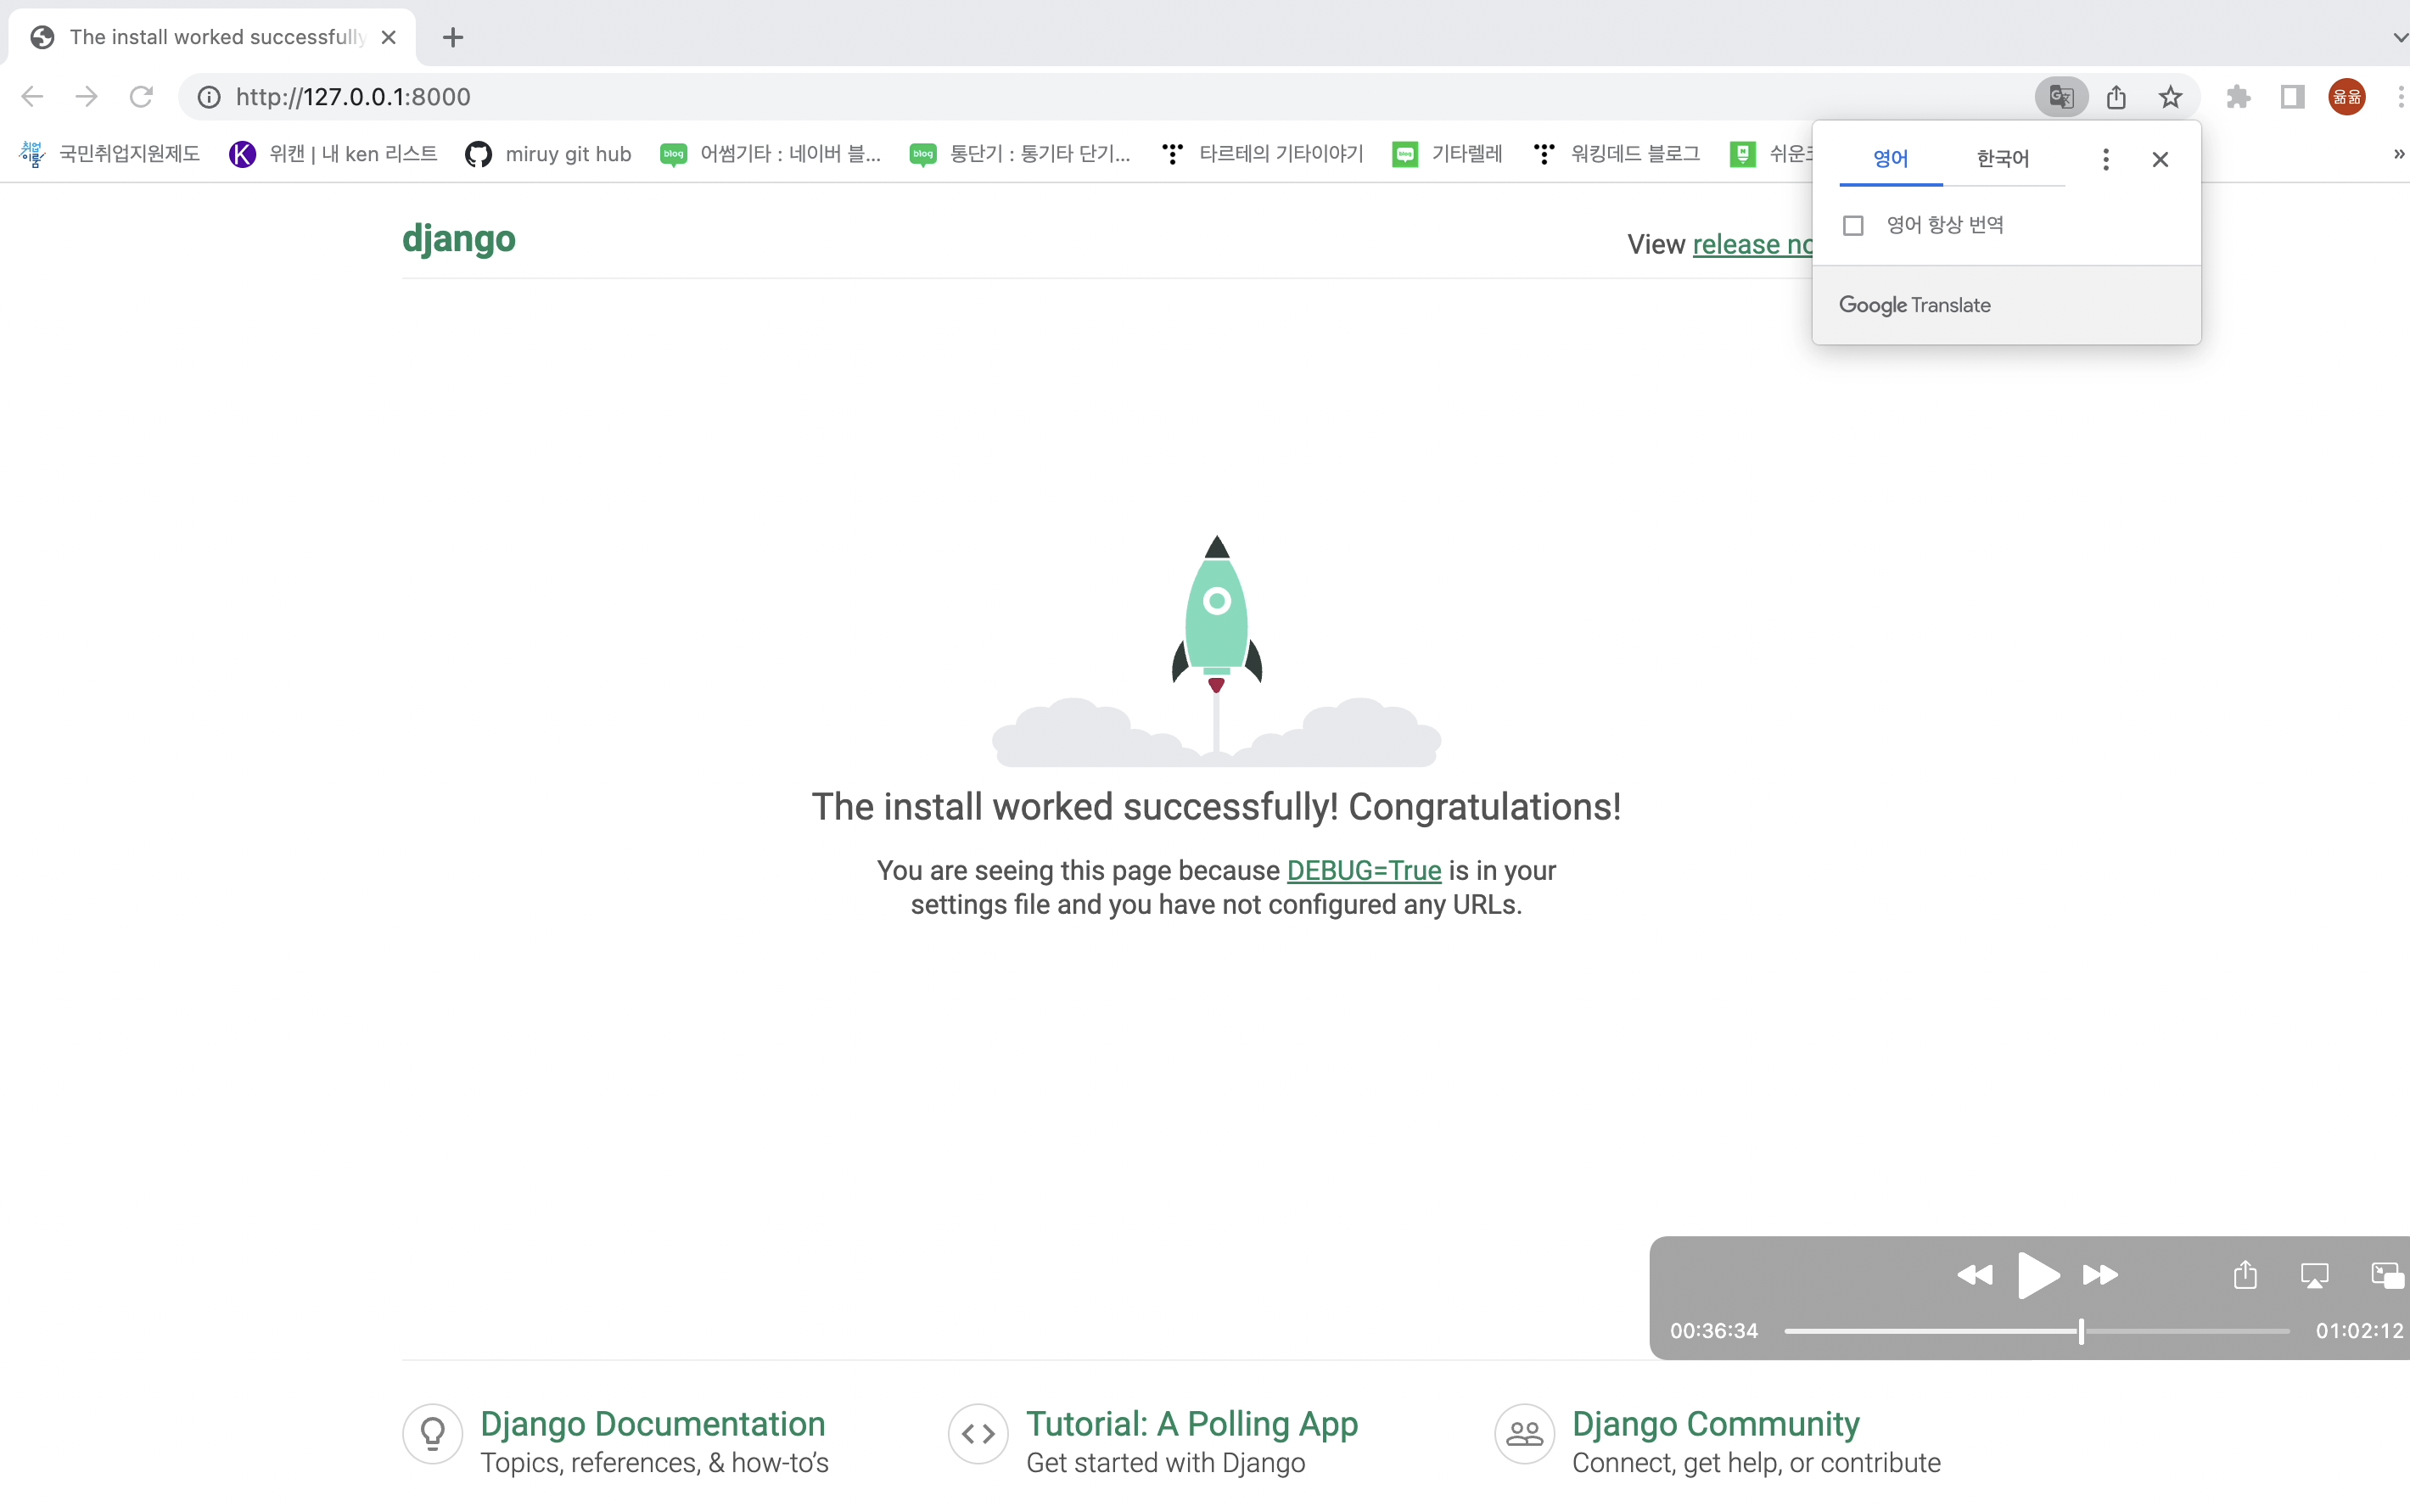 The install worked successfully
http://127.0.0.1:8000
국민취업지원제도
위캔 | 내 ken 리스트
miruy git hub
어썸기타 : 네이버 블...
통단기 : 통기타 단기...
타르테의 기타이야기
기타렐레
워킹데드 블로그
쉬운
»
영어 한국어
영어 항상 번역
Google Translate
django
View release no
The install worked successfully! Congratulations!
You are seeing this page because DEBUG=True is in your
settings file and you have not configured any URLs.
00:36:34
01:02:12
Django Documentation
Topics, references, & how-to's
Tutorial: A Polling App
Get started with Django
Django Community
Connect, get help, or contribute